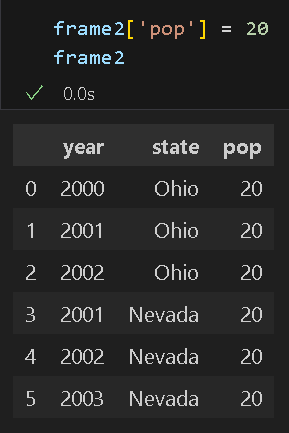 frame2['pop'] = 20
frame2
0.0s
year state pop
0 2000 Ohio 20
1 2001 Ohio 20
2 2002 Ohio 20
3 2001 Nevada 20
4 2002 Nevada 20
5 2003 Nevada 20